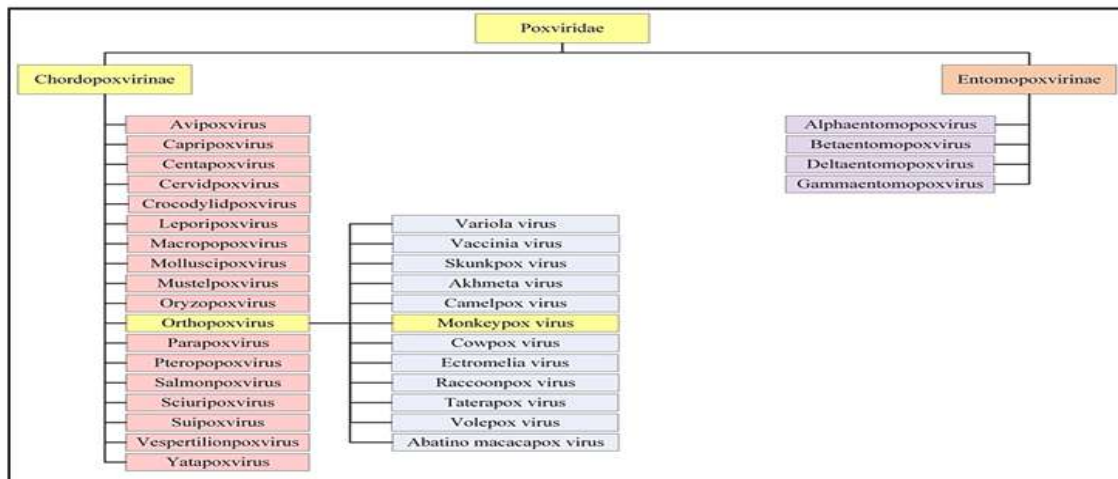 Poxviridae
Chordopoxvirinae
Entomopoxvirinae
Avipoxvirus
Capripoxvirus
Centapoxvirus
Cervidpoxvirus
Crocodylidpoxvirus
Leporipoxvirus
Macropopoxvirus
Molluscipoxvirus
Mustelpoxvirus
Oryzopoxvirus
Orthopoxvirus
Parapoxvirus
Pteropopoxvirus
Salmonpoxvirus
Sciuripoxvirus
Suipoxvirus
Vespertilionpoxvirus
Yatapoxvirus
Variola virus
Vaccinia virus
Skunkpox virus
Akhmeta virus
Camelpox virus
Monkeypox virus
Cowpox virus
Ectromelia virus
Raccoonpox virus
Taterapox virus
Volepox virus
Abatino macacapox virus
Alphaentomopoxvirus
Betaentomopoxvirus
Deltaentomopoxvirus
Gammaentomopoxvirus